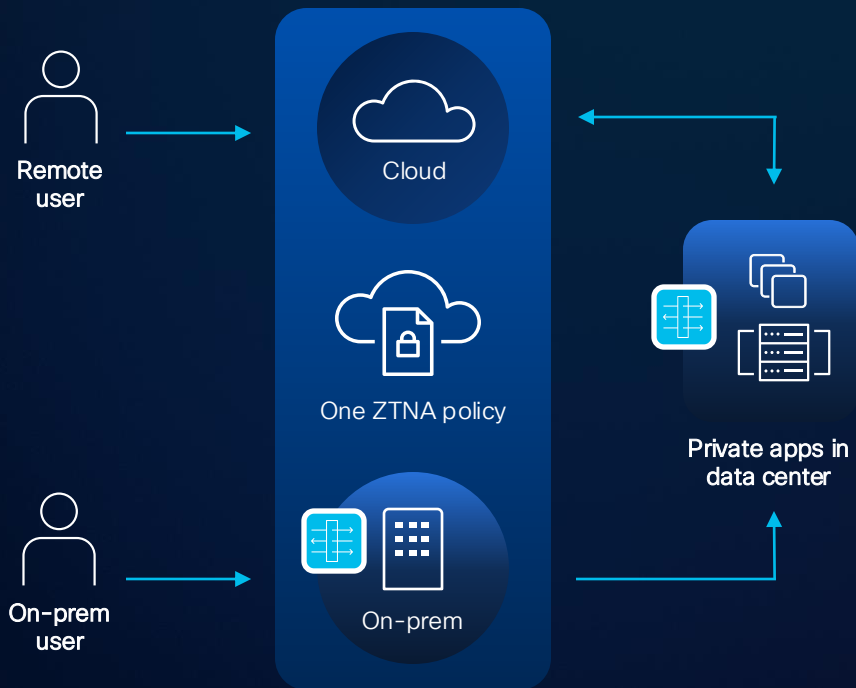 Remote
user
Cloud
One ZTNA policy
Private apps in
data center
On-prem
user
On-prem